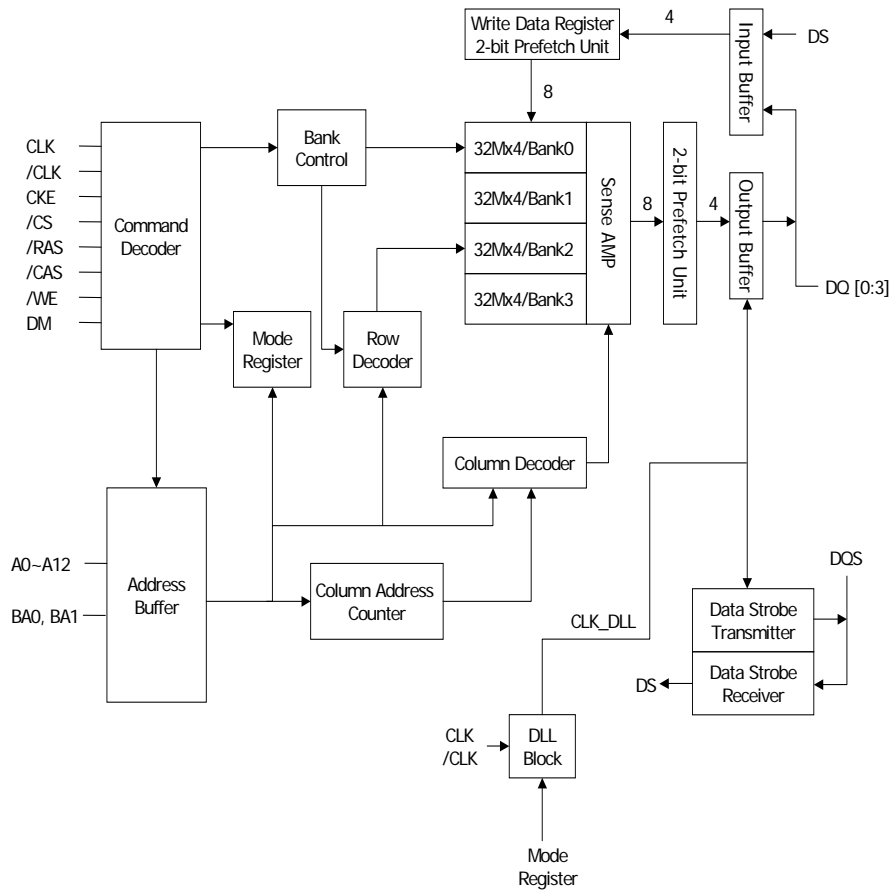 Write Data Register
2-bit Prefetch Unit
4
Input Buffer
DS
8
Bank
Control
32Mx4/Bank0
32Mx4/Bank1
32Mx4/Bank2
32Mx4/Bank3
Sense AMP
8
2-bit Prefetch Unit
4
Output Buffer
DQ [0:3]
CLK
/CLK
CKE
/CS
/RAS
/CAS
/WE
DM
Command
Decoder
Mode
Register
Row
Decoder
Column Decoder
A0~A12
BA0, BA1
Address
Buffer
Column Address
Counter
CLK_DLL
DQS
Data Strobe
Transmitter
Data Strobe
Receiver
DS
CLK
/CLK
DLL
Block
Mode
Register